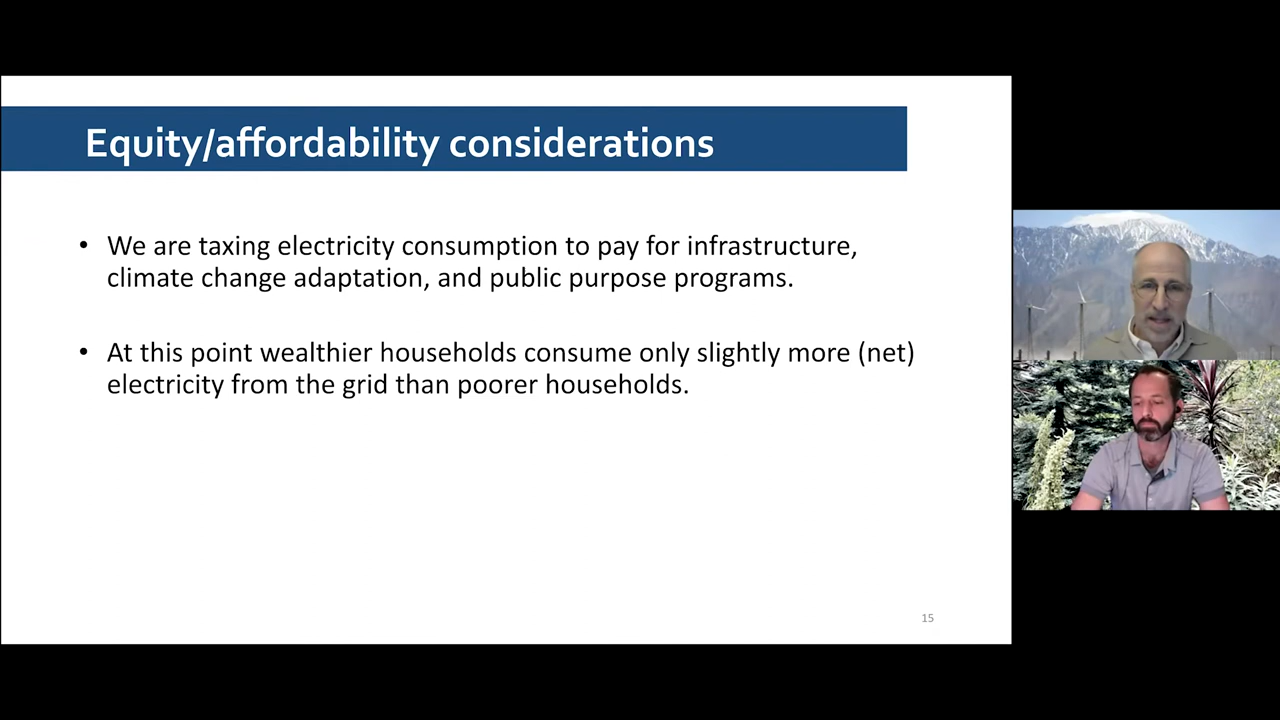 Equity/affordability considerations
• We are taxing electricity consumption to pay for infrastructure,
climate change adaptation, and public purpose programs.
• At this point wealthier households consume only slightly more (net)
electricity from the grid than poorer households.
15